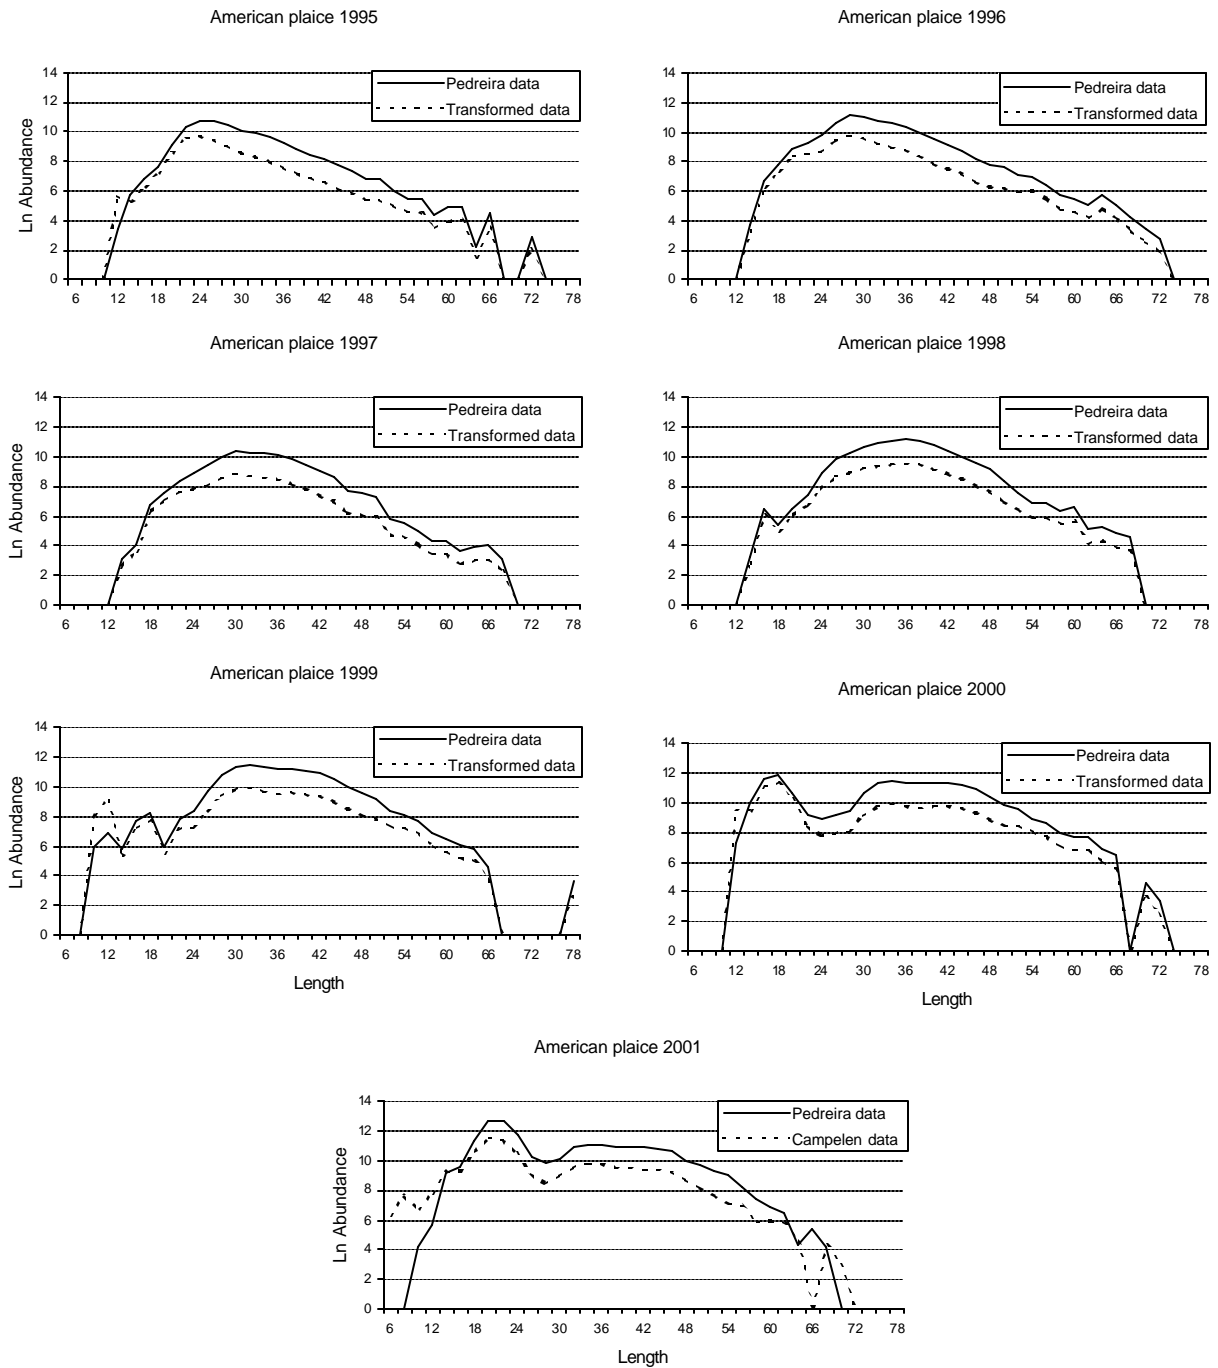 American plaice 1995
14
12
10
8
6
4
2
0
Ln Abundance
Pedreira data
Transformed data
6 12 18 24 30 36 42 48 54 60 66 72 78
American plaice 1996
14
12
10
8
6
4
2
0
Pedreira data
Transformed data
6 12 18 24 30 36 42 48 54 60 66 72 78
American plaice 1997
14
12
10
8
6
4
2
0
Ln Abundance
Pedreira data
Transformed data
6 12 18 24 30 36 42 48 54 60 66 72 78
American plaice 1998
14
12
10
8
6
4
2
0
Pedreira data
Transformed data
6 12 18 24 30 36 42 48 54 60 66 72 78
American plaice 1999
14
12
10
8
6
4
2
0
Ln Abundance
Pedreira data
Transformed data
6 12 18 24 30 36 42 48 54 60 66 72 78
Length
American plaice 2000
14
12
10
8
6
4
2
0
Pedreira data
Transformed data
6 12 18 24 30 36 42 48 54 60 66 72 78
Length
American plaice 2001
14
12
10
8
6
4
2
0
Ln Abundance
Pedreira data
Campelen data
6 12 18 24 30 36 42 48 54 60 66 72 78
Length